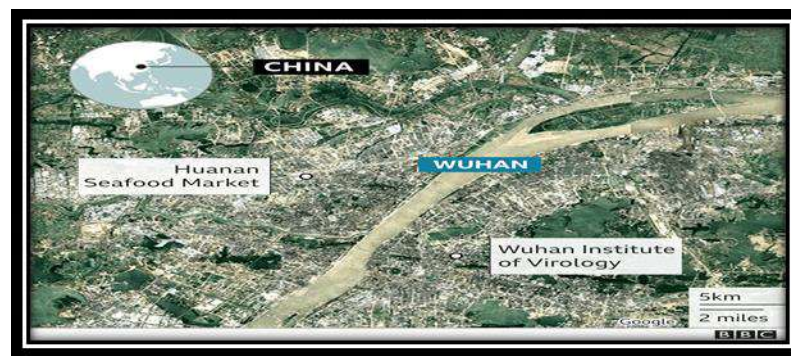 CHINA
Huanan
Seafood Market
WUHAN
Wuhan Institute
of Virology
5km
2 miles
Google
BBC